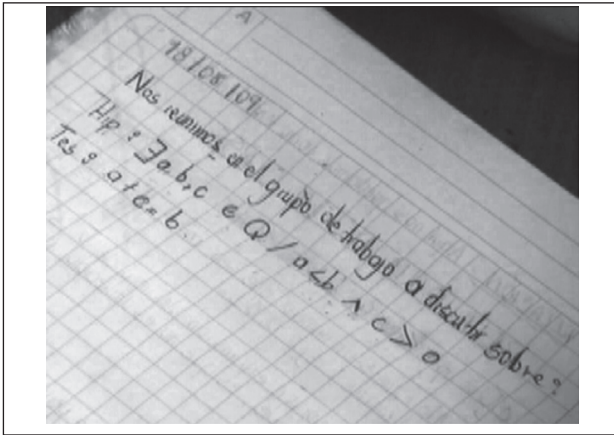 A
18/08/09
Nos reunimos en el grupo de trabajo a discutir sobre:
Hip: ∃a,b,c ∈ Q / a<b ∧ c>0
Tes: a+c=b